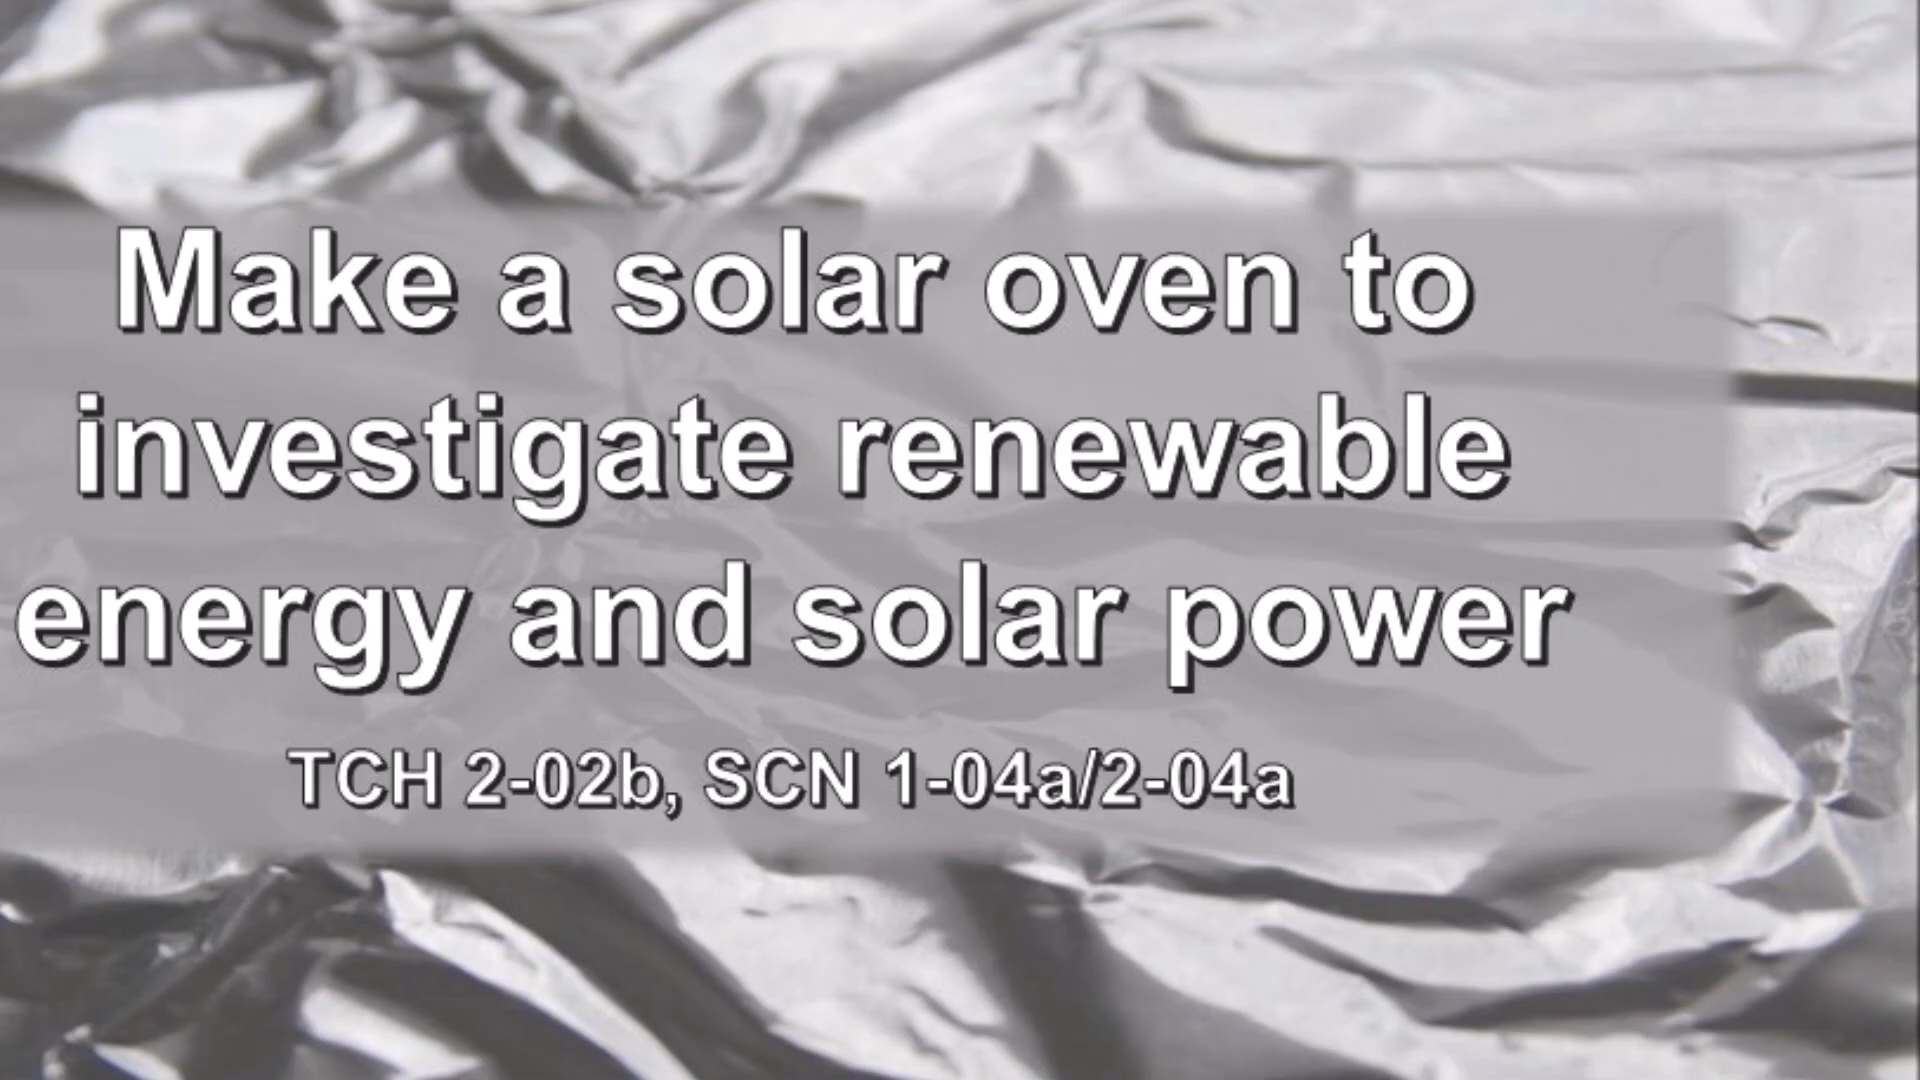 Make a solar oven to
investigate renewable
energy and solar power
TCH 2-02b, SCN 1-04a/2-04a